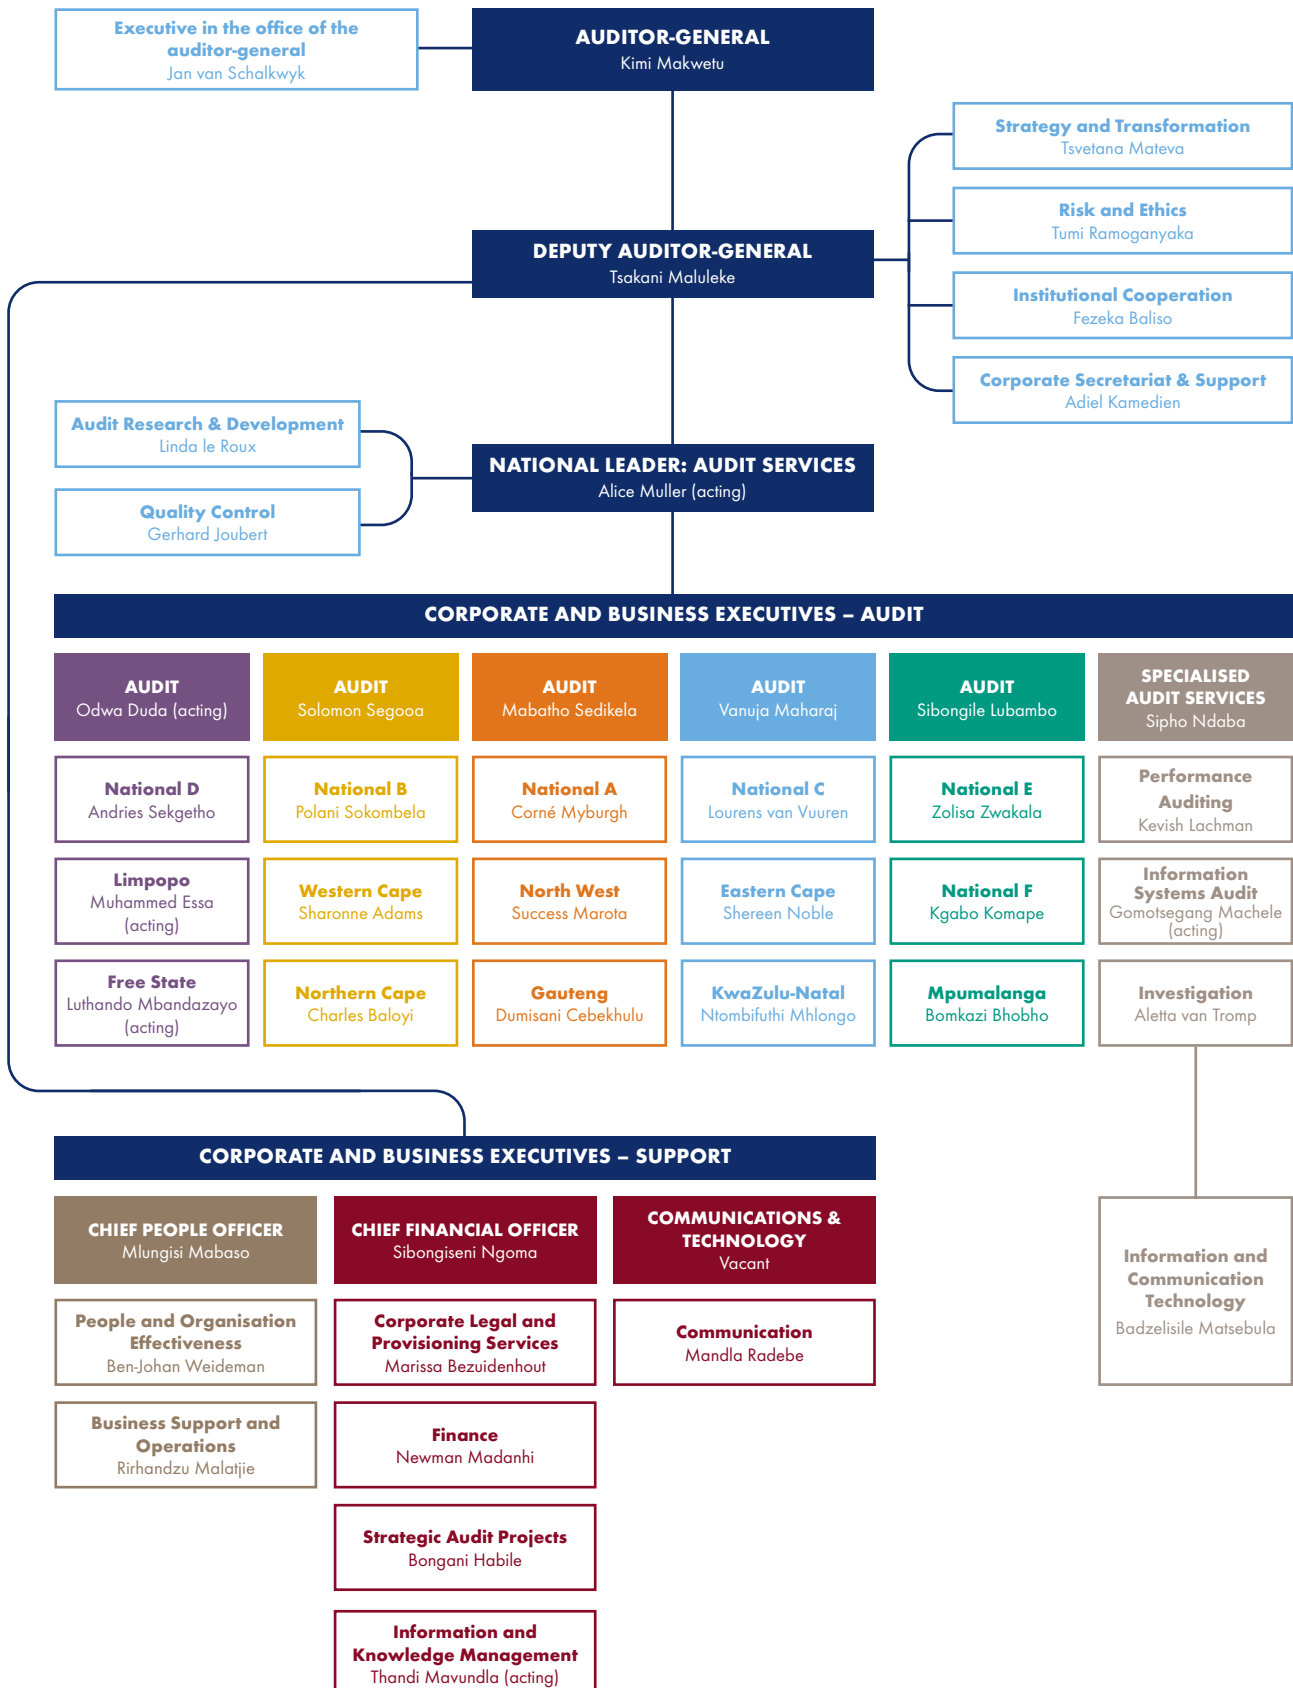 Executive in the office of the
auditor-general
Jan van Schalkwyk
AUDITOR-GENERAL
Kimi Makwetu
Strategy and Transformation
Tsvetana Mateva
Risk and Ethics
Tumi Ramoganyaka
DEPUTY AUDITOR-GENERAL
Tsakani Maluleke
Institutional Cooperation
Fezeka Baliso
Corporate Secretariat & Support
Adiel Kamedien
Audit Research & Development
Linda le Roux
NATIONAL LEADER: AUDIT SERVICES
Alice Muller (acting)
Quality Control
Gerhard Joubert
CORPORATE AND BUSINESS EXECUTIVES – AUDIT
AUDIT
Odwa Duda (acting)
National D
Andries Sekgetho
Limpopo
Muhammed Essa
(acting)
Free State
Luthando Mbandazayo
(acting)
AUDIT
Solomon Segooa
National B
Polani Sokombela
Western Cape
Sharonne Adams
Northern Cape
Charles Baloyi
AUDIT
Mabatho Sedikela
National A
Corné Myburgh
North West
Success Marota
Gauteng
Dumisani Cebekhulu
AUDIT
Vanuja Maharaj
National C
Lourens van Vuuren
Eastern Cape
Shereen Noble
KwaZulu-Natal
Ntombifuthi Mhlongo
AUDIT
Sibongile Lubambo
National E
Zolisa Zwakala
National F
Kgabo Komape
Mpumalanga
Bomkazi Bhobho
SPECIALISED
AUDIT SERVICES
Sipho Ndaba
Performance
Auditing
Kevish Lachman
Information
Systems Audit
Gomotsegang Machele
(acting)
Investigation
Aletta van Tromp
Information and
Communication
Technology
Badzelisile Matsebula
CORPORATE AND BUSINESS EXECUTIVES – SUPPORT
CHIEF PEOPLE OFFICER
Mlungisi Mabaso
People and Organisation
Effectiveness
Ben-Johan Weideman
Business Support and
Operations
Rirhandzu Malatjie
CHIEF FINANCIAL OFFICER
Sibongiseni Ngoma
Corporate Legal and
Provisioning Services
Marissa Bezuidenhout
Finance
Newman Madanhi
Strategic Audit Projects
Bongani Habile
Information and
Knowledge Management
Thandi Mavundla (acting)
COMMUNICATIONS &
TECHNOLOGY
Vacant
Communication
Mandla Radebe